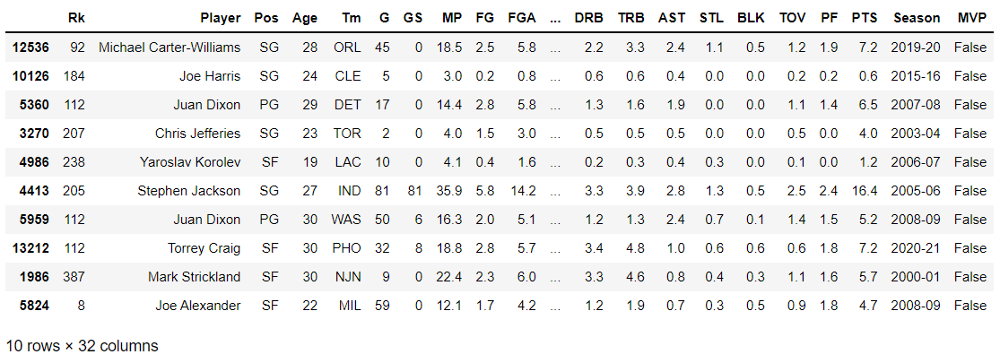 Rk Player Pos Age Tm G GS MP FG FGA ... DRB TRB AST STL BLK TOV PF PTS Season MVP
12536 92 Michael Carter-Williams SG 28 ORL 45 0 18.5 2.5 5.8 ... 2.2 3.3 2.4 1.1 0.5 1.2 1.9 7.2 2019-20 False
10126 184 Joe Harris SG 24 CLE 5 0 3.0 0.2 0.8 ... 0.6 0.6 0.4 0.0 0.0 0.2 0.2 0.6 2015-16 False
5360 112 Juan Dixon PG 29 DET 17 0 14.4 2.8 5.8 ... 1.3 1.6 1.9 0.0 0.0 1.1 1.4 6.5 2007-08 False
3270 207 Chris Jefferies SG 23 TOR 2 0 4.0 1.5 3.0 ... 0.5 0.5 0.5 0.0 0.0 0.5 0.0 4.0 2003-04 False
4986 238 Yaroslav Korolev SF 19 LAC 10 0 4.1 0.4 1.6 ... 0.2 0.3 0.4 0.3 0.0 0.1 0.0 1.2 2006-07 False
4413 205 Stephen Jackson SG 27 IND 81 81 35.9 5.8 14.2 ... 3.3 3.9 2.8 1.3 0.5 2.5 2.4 16.4 2005-06 False
5959 112 Juan Dixon PG 30 WAS 50 6 16.3 2.0 5.1 ... 1.2 1.3 2.4 0.7 0.1 1.4 1.5 5.2 2008-09 False
13212 112 Torrey Craig SF 30 PHO 32 8 18.8 2.8 5.7 ... 3.4 4.8 1.0 0.6 0.6 0.6 1.8 7.2 2020-21 False
1986 387 Mark Strickland SF 30 NJN 9 0 22.4 2.3 6.0 ... 3.3 4.6 0.8 0.4 0.3 1.1 1.6 5.7 2000-01 False
5824 8 Joe Alexander SF 22 MIL 59 0 12.1 1.7 4.2 ... 1.2 1.9 0.7 0.3 0.5 0.9 1.8 4.7 2008-09 False
10 rows × 32 columns